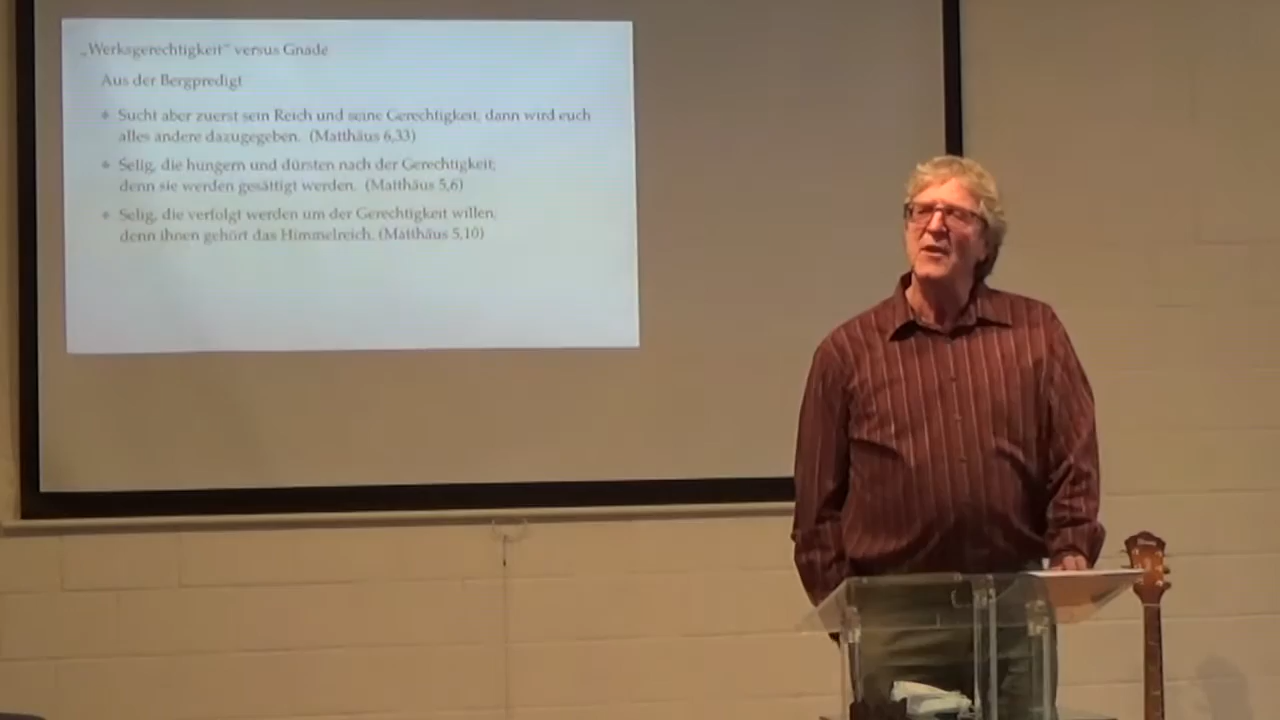 „Werksgerechtigkeit“ versus Gnade
Aus der Bergpredigt
Sucht aber zuerst sein Reich und seine Gerechtigkeit; dann wird euch
alles andere dazugegeben. (Matthäus 6,33)
Selig, die hungern und dürsten nach der Gerechtigkeit;
denn sie werden gesättigt werden. (Matthäus 5,6)
Selig, die verfolgt werden um der Gerechtigkeit willen;
denn ihnen gehört das Himmelreich. (Matthäus 5,10)